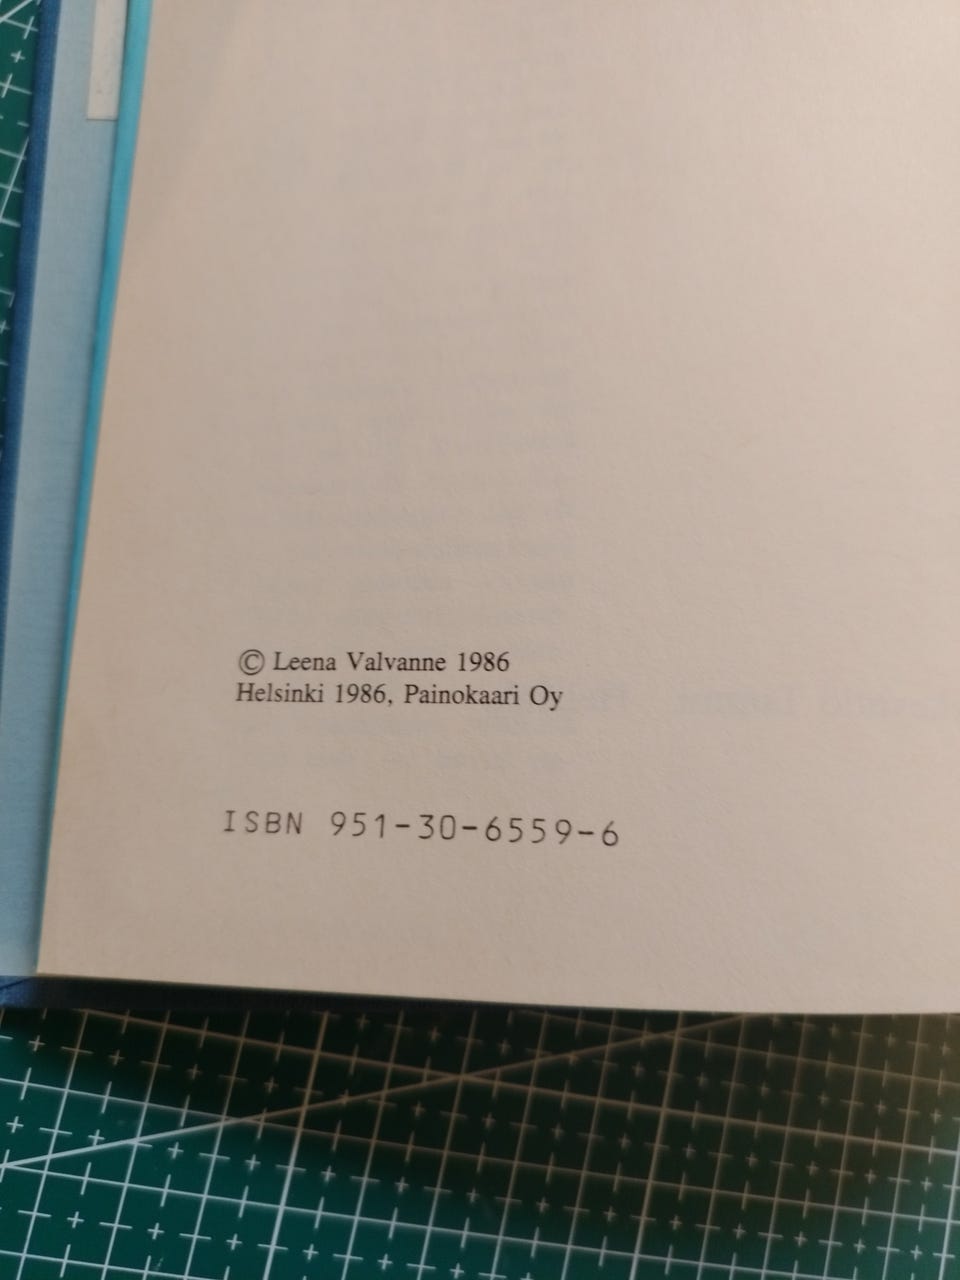 © Leena Valvanne 1986
Helsinki 1986, Painokaari Oy
ISBN 951-30-6559-6